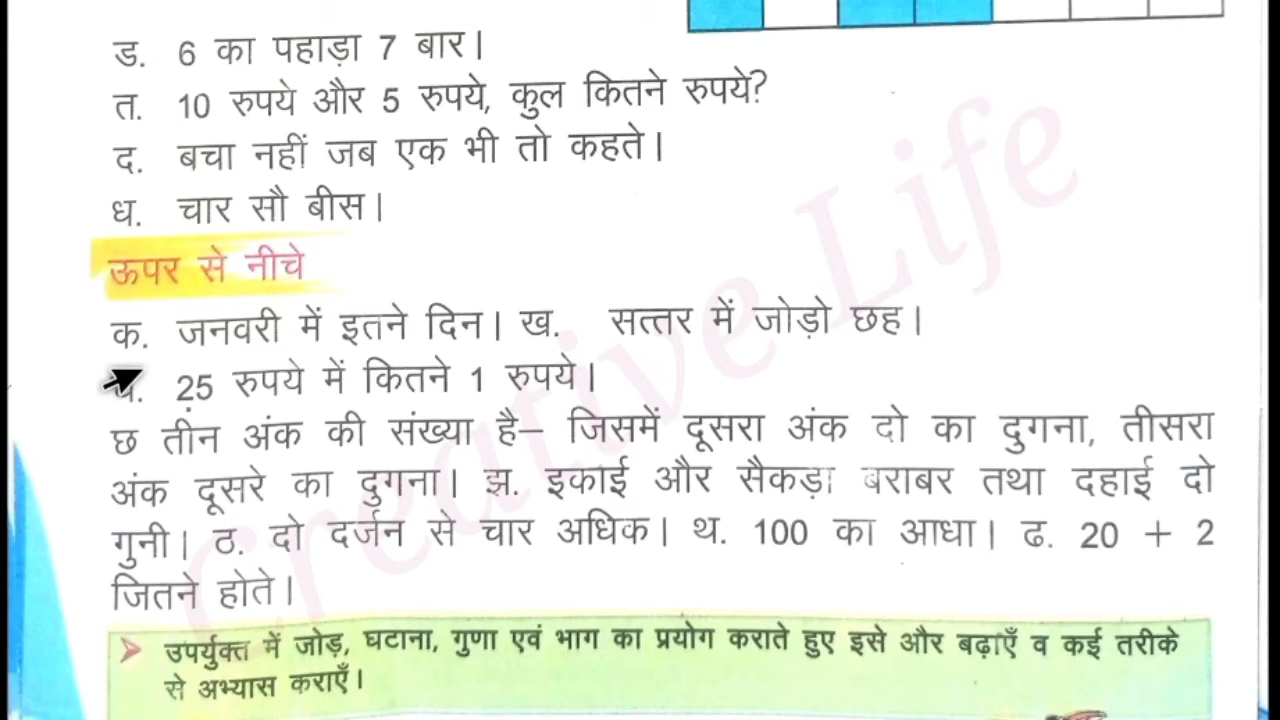 ड. 6 का पहाड़ा 7 बार।
त. 10 रुपये और 5 रुपये, कुल कितने रुपये?
द. बचा नहीं जब एक भी तो कहते।
ध. चार सौ बीस।
ऊपर से नीचे
क. जनवरी में इतने दिन। ख. सत्तर में जोड़ो छह।
25 रुपये में कितने 1 रुपये।
छ तीन अंक की संख्या है– जिसमें दूसरा अंक दो का दुगना, तीसरा
अंक दूसरे का दुगना। झ. इकाई और सैकड़ा बराबर तथा दहाई दो
गुनी। ठ. दो दर्जन से चार अधिक। थ. 100 का आधा। ढ. 20 + 2
जितने होते।
उपर्युक्त में जोड़, घटाना, गुणा एवं भाग का प्रयोग कराते हुए इसे और बढ़ाएँ व कई तरीके
से अभ्यास कराएँ।
Creative Life